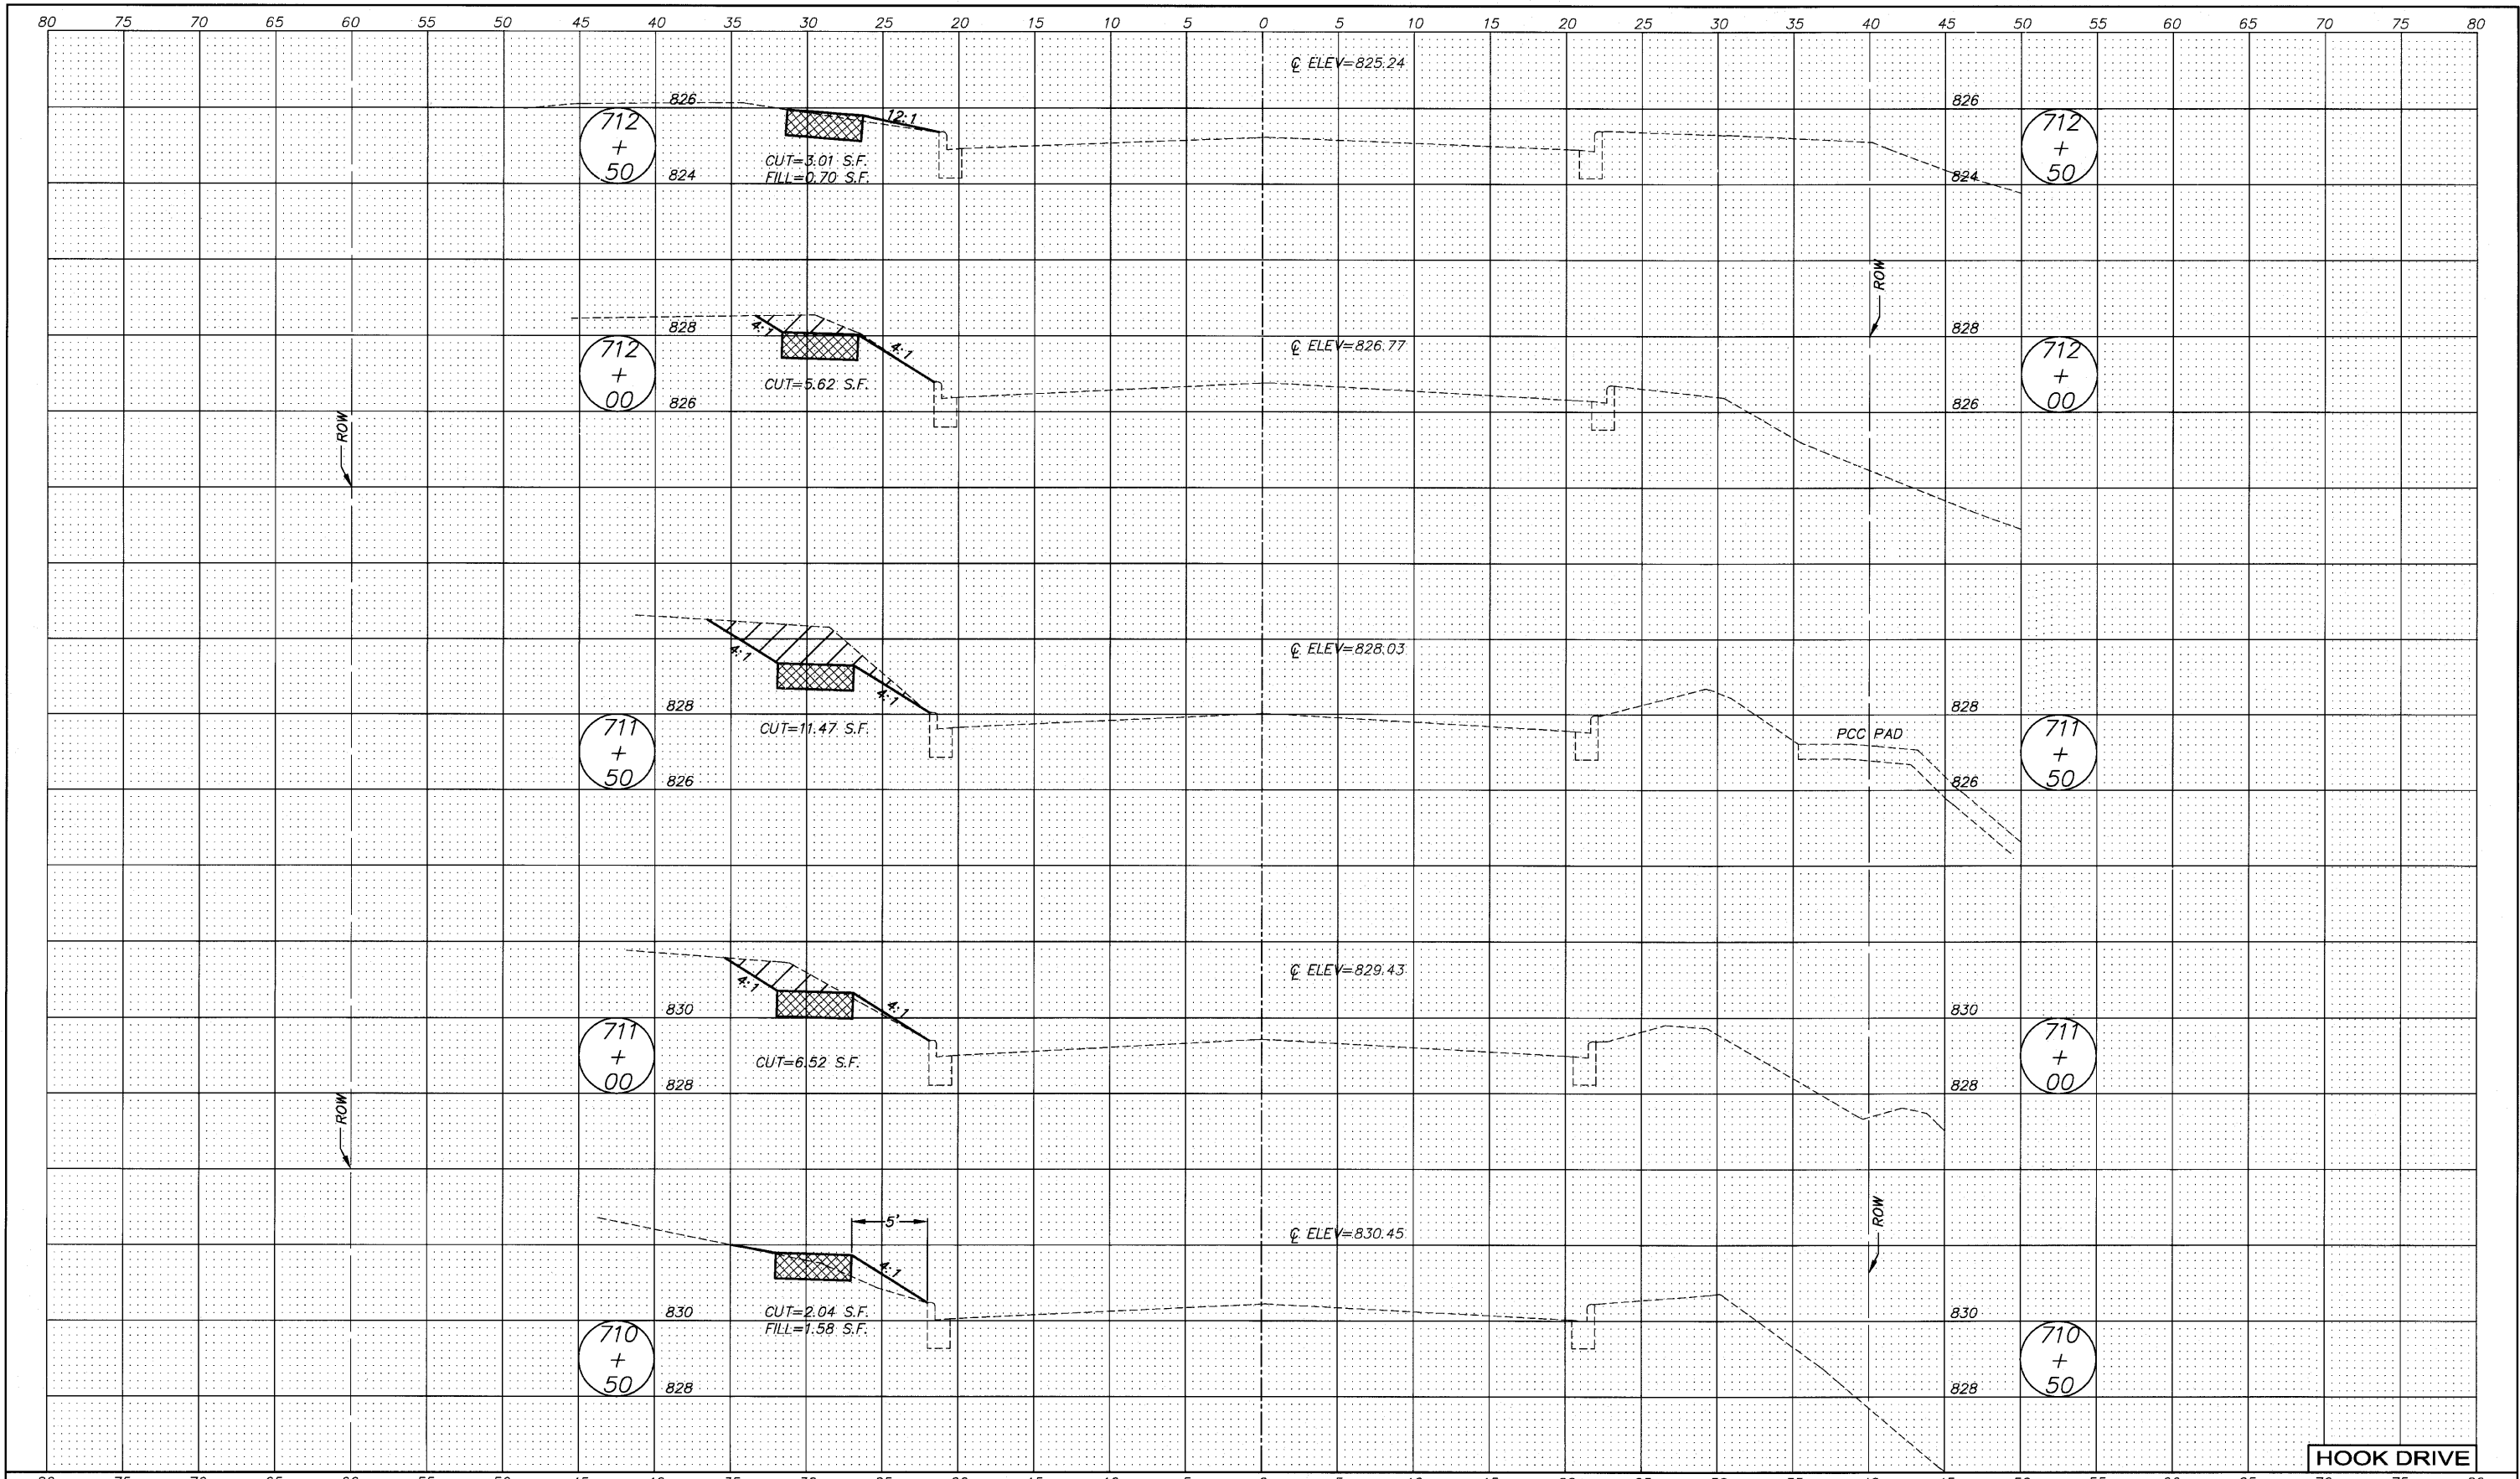 80 75 70 65 60 55 50 45 40 35 30 25 20 15 10 5 0 5 10 15 20 25 30 35 40 45 50 55 60 65 70 75 80
℄ ELEV=825.24
826 826
12:1
712 + 50
712 + 50
CUT=3.01 S.F.
FILL=0.70 S.F.
824 824
ROW
828 828
4:1 4:1
℄ ELEV=826.77
712 + 00
712 + 00
CUT=5.62 S.F.
826 826
ROW
℄ ELEV=828.03
4:1
4:1
828 828
CUT=11.47 S.F.
PCC PAD
711 + 50
711 + 50
826 826
℄ ELEV=829.43
4:1
4:1
830 830
711 + 00
711 + 00
CUT=6.52 S.F.
828 828
ROW
ROW
5'
℄ ELEV=830.45
4:1
CUT=2.04 S.F.
830 830
FILL=1.58 S.F.
710 + 50
710 + 50
828 828
HOOK DRIVE